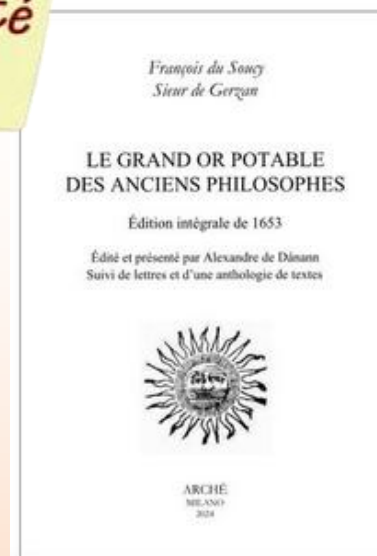 é
François du Soucy
Sieur de Gerzan
LE GRAND OR POTABLE
DES ANCIENS PHILOSOPHES
Édition intégrale de 1653
Édité et présenté par Alexandre de Dánann
Suivi de lettres et d'une anthologie de textes
ARCHÉ
MILANO
2024